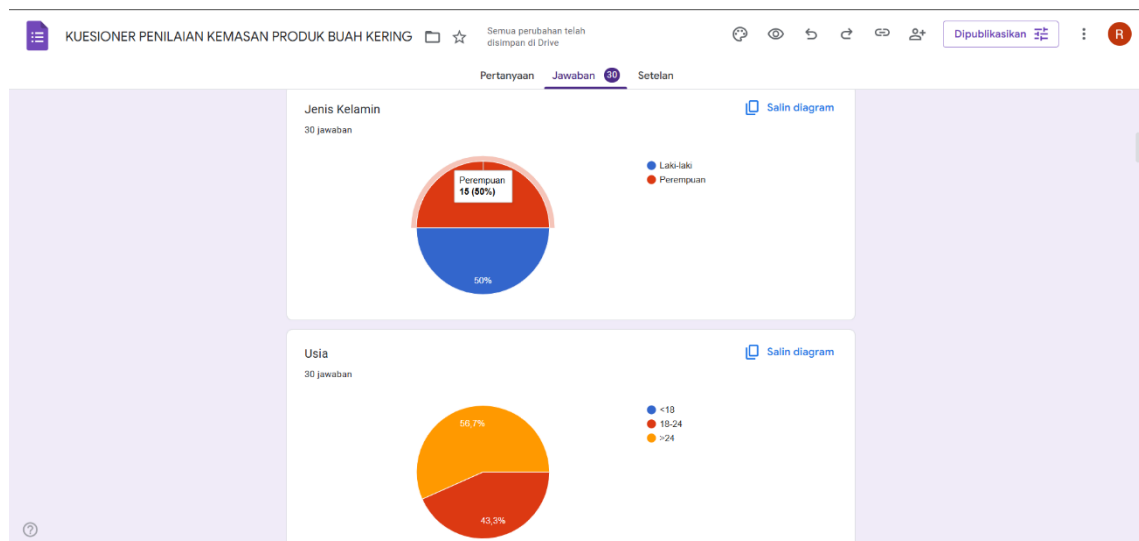 KUESIONER PENILAIAN KEMASAN PRODUK BUAH KERING
Semua perubahan telah
disimpan di Drive
Dipublikasikan
R
Pertanyaan
Jawaban 30
Setelan
Jenis Kelamin
Salin diagram
30 jawaban
Perempuan
15 (50%)
50%
Laki-laki
Perempuan
Usia
Salin diagram
30 jawaban
56,7%
43,3%
<18
18-24
>24